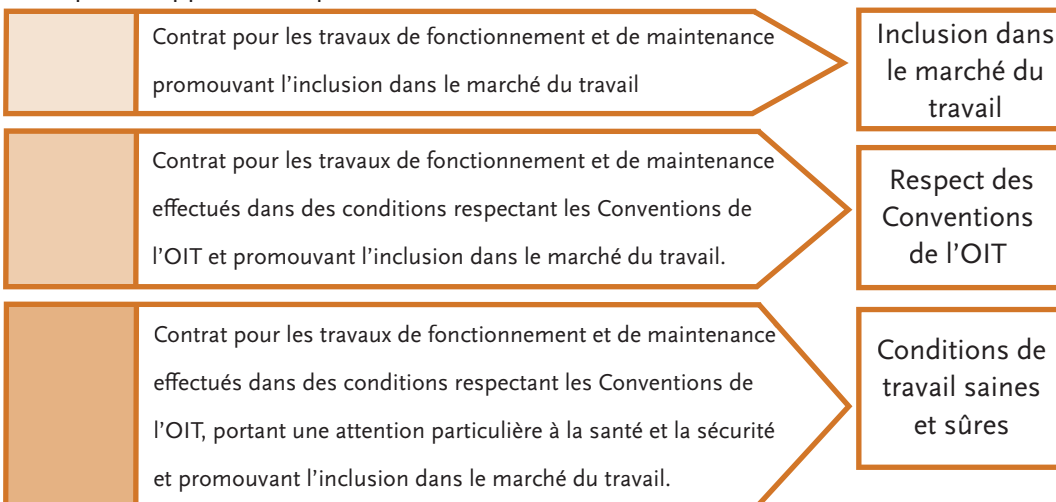 Contrat pour les travaux de fonctionnement et de maintenance
promouvant l'inclusion dans le marché du travail
Inclusion dans
le marché du
travail
Contrat pour les travaux de fonctionnement et de maintenance
effectués dans des conditions respectant les Conventions de
l'OIT et promouvant l'inclusion dans le marché du travail.
Respect des
Conventions
de l'OIT
Contrat pour les travaux de fonctionnement et de maintenance
effectués dans des conditions respectant les Conventions de
l'OIT, portant une attention particulière à la santé et la sécurité
et promouvant l'inclusion dans le marché du travail.
Conditions de
travail saines
et sûres